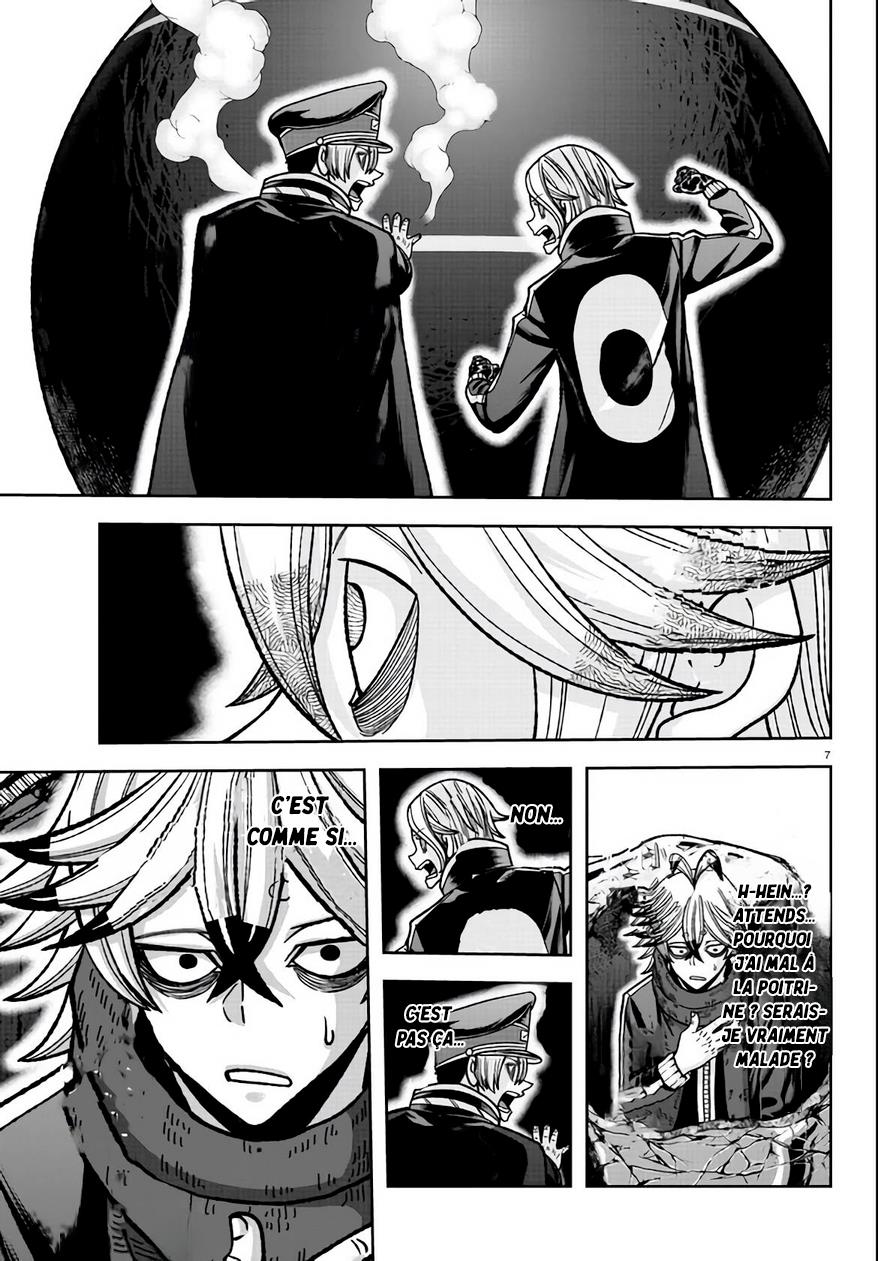 7
H-HEIN...?
ATTENDS...
POURQUOI
J'AI MAL À
LA POITRI-
NE ? SERAIS-
JE VRAIMENT
MALADE ?
NON...
C'EST
PAS ÇA...
C'EST
COMME SI...